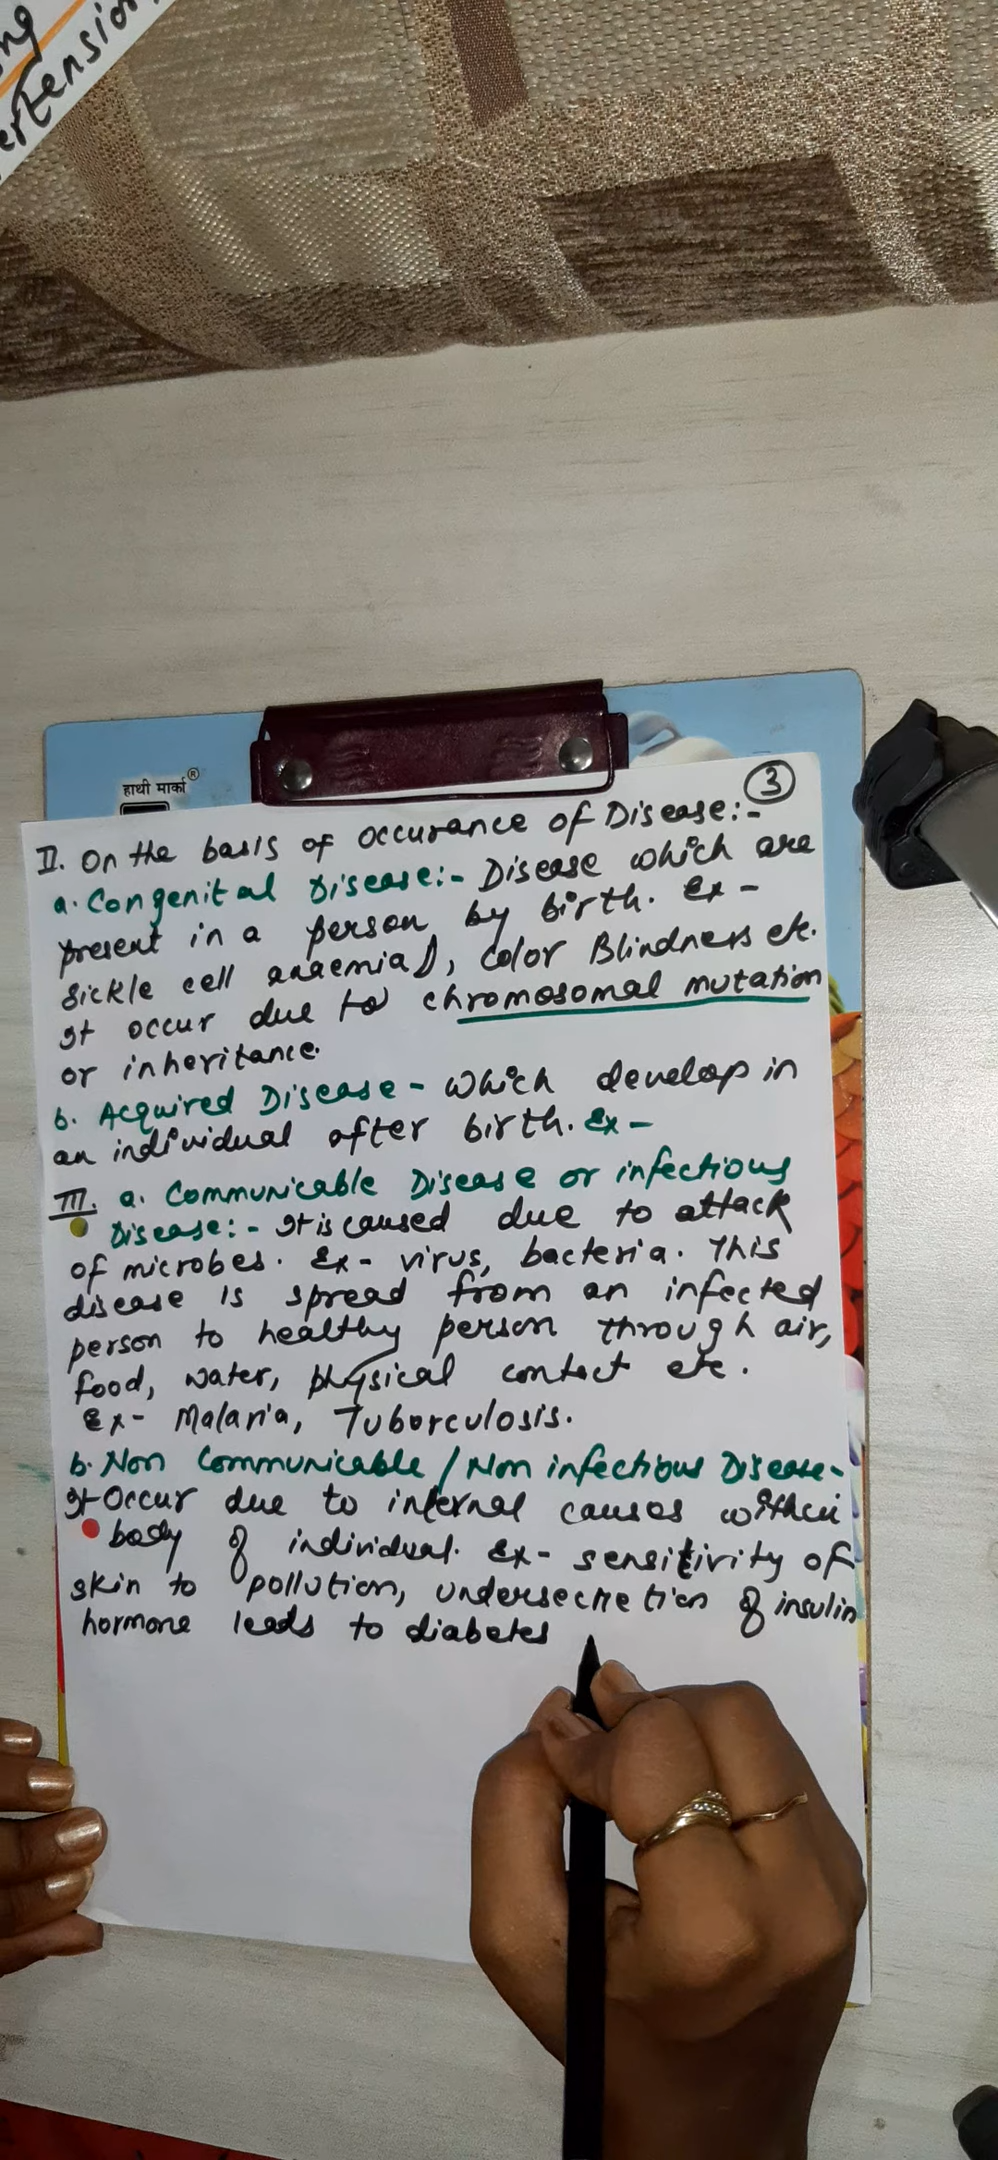 ertension
हाथी मार्का ®
3
II. On the basis of occurance of Disease:-
a. Congenital Disease:- Disease which are
present in a person by birth. Ex-
sickle cell anaemia, Color Blindness etc.
It occur due to chromosomal mutation
or inheritance.
b. Acquired Disease - which develop in
an individual after birth. Ex-
III. a. Communicable Disease or infectious
Disease:- It is caused due to attack
of microbes. Ex- virus, bacteria. This
disease is spread from an infected
person to healthy person through air,
food, water, physical contact etc.
Ex- Malaria, Tuborculosis.
b. Non Communicable / Non infectious Disease-
It Occur due to internal causes within
body of individual. Ex- sensitivity of
skin to pollution, undersecretion of insulin
hormone leads to diabetes